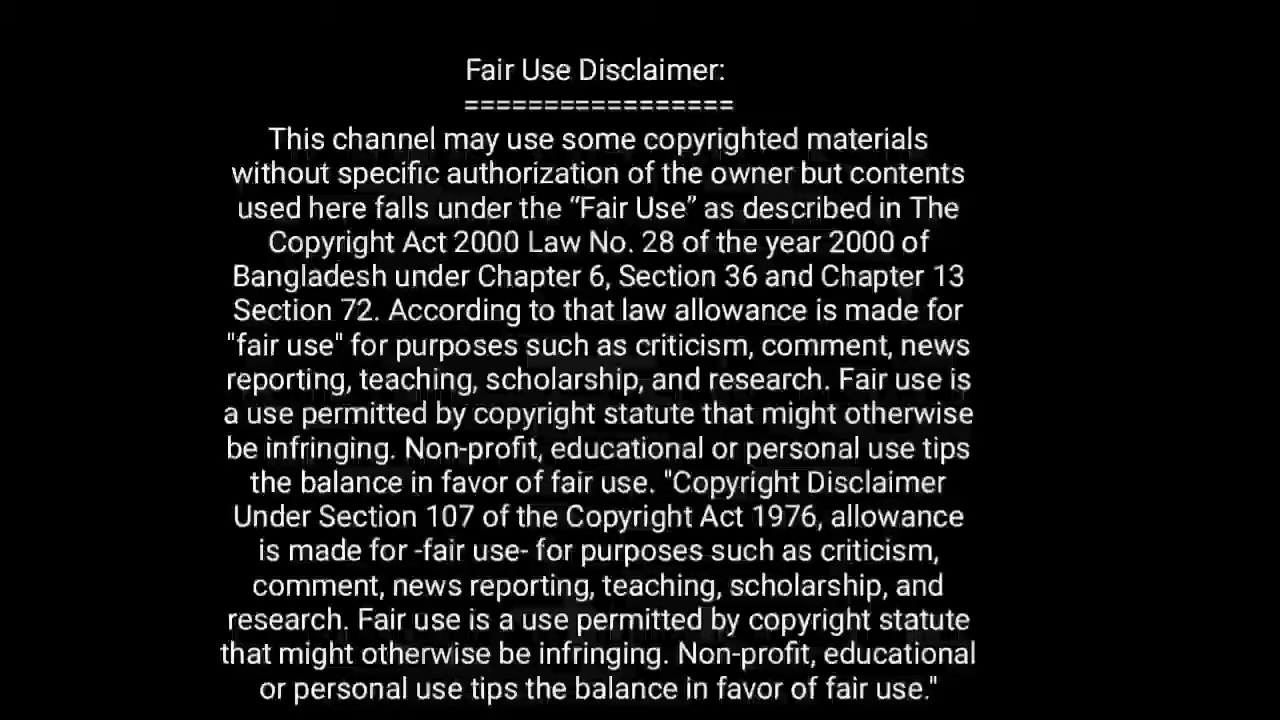 Fair Use Disclaimer:
=================
This channel may use some copyrighted materials
without specific authorization of the owner but contents
used here falls under the “Fair Use” as described in The
Copyright Act 2000 Law No. 28 of the year 2000 of
Bangladesh under Chapter 6, Section 36 and Chapter 13
Section 72. According to that law allowance is made for
"fair use" for purposes such as criticism, comment, news
reporting, teaching, scholarship, and research. Fair use is
a use permitted by copyright statute that might otherwise
be infringing. Non-profit, educational or personal use tips
the balance in favor of fair use. "Copyright Disclaimer
Under Section 107 of the Copyright Act 1976, allowance
is made for -fair use- for purposes such as criticism,
comment, news reporting, teaching, scholarship, and
research. Fair use is a use permitted by copyright statute
that might otherwise be infringing. Non-profit, educational
or personal use tips the balance in favor of fair use."